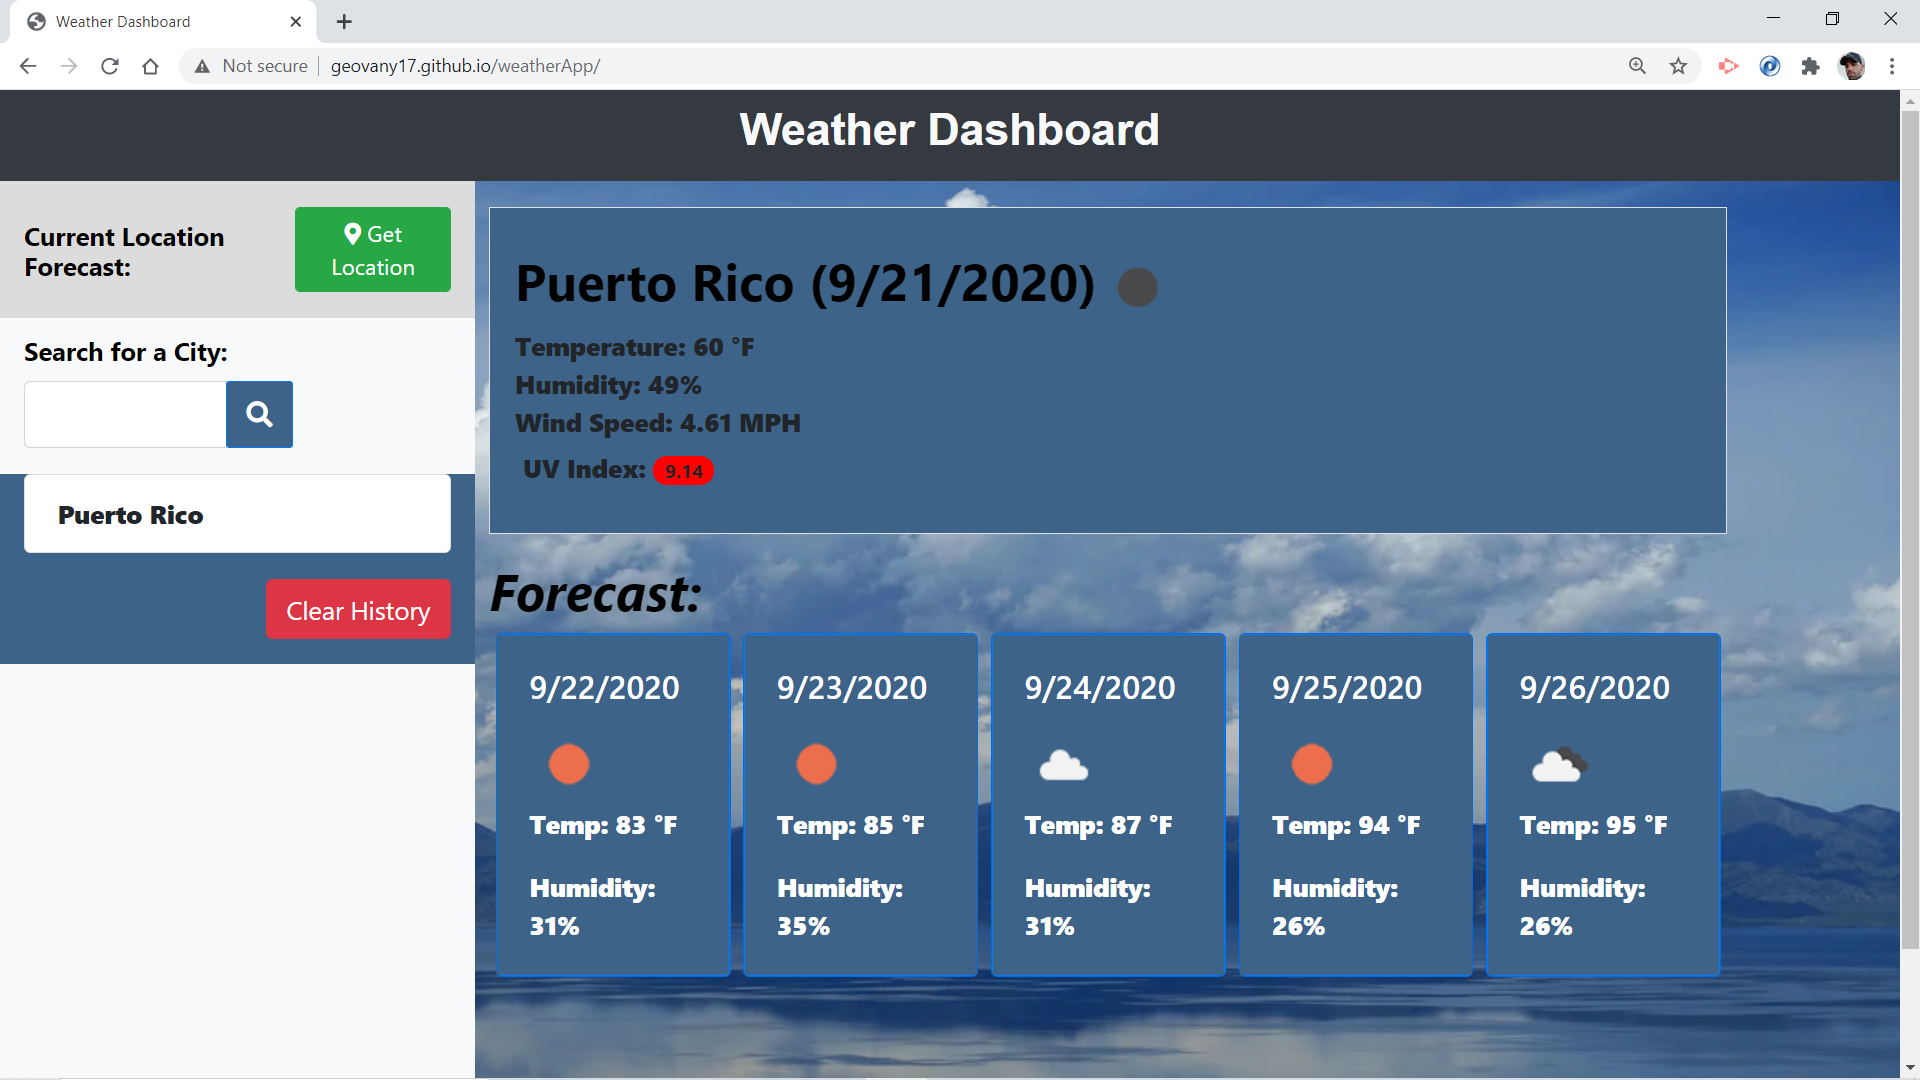 Weather Dashboard
Not secure
geovany17.github.io/weatherApp/
Weather Dashboard
Current Location
Forecast:
Get
Location
Search for a City:
Puerto Rico
Clear History
Puerto Rico (9/21/2020)
Temperature: 60 °F
Humidity: 49%
Wind Speed: 4.61 MPH
UV Index: 9.14
Forecast:
9/22/2020
Temp: 83 °F
Humidity:
31%
9/23/2020
Temp: 85 °F
Humidity:
35%
9/24/2020
Temp: 87 °F
Humidity:
31%
9/25/2020
Temp: 94 °F
Humidity:
26%
9/26/2020
Temp: 95 °F
Humidity:
26%